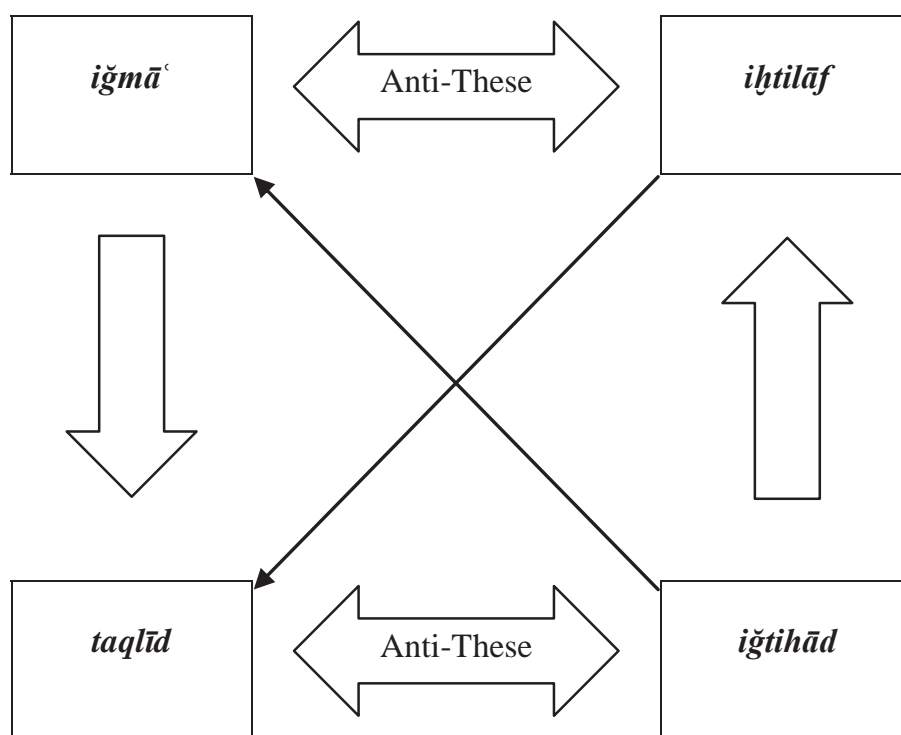 iğmāʿ
Anti-These
iḫtilāf
taqlīd
Anti-These
iğtihād